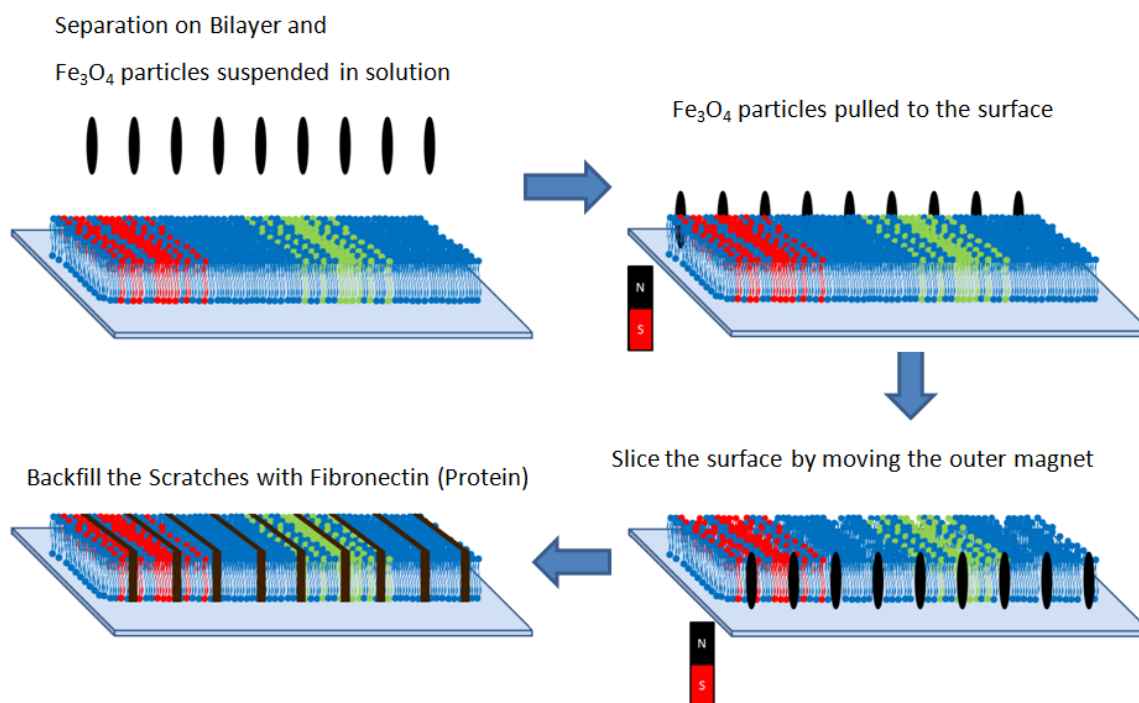 Separation on Bilayer and
Fe₃O₄ particles suspended in solution
Fe₃O₄ particles pulled to the surface
N
S
Slice the surface by moving the outer magnet
N
S
Backfill the Scratches with Fibronectin (Protein)